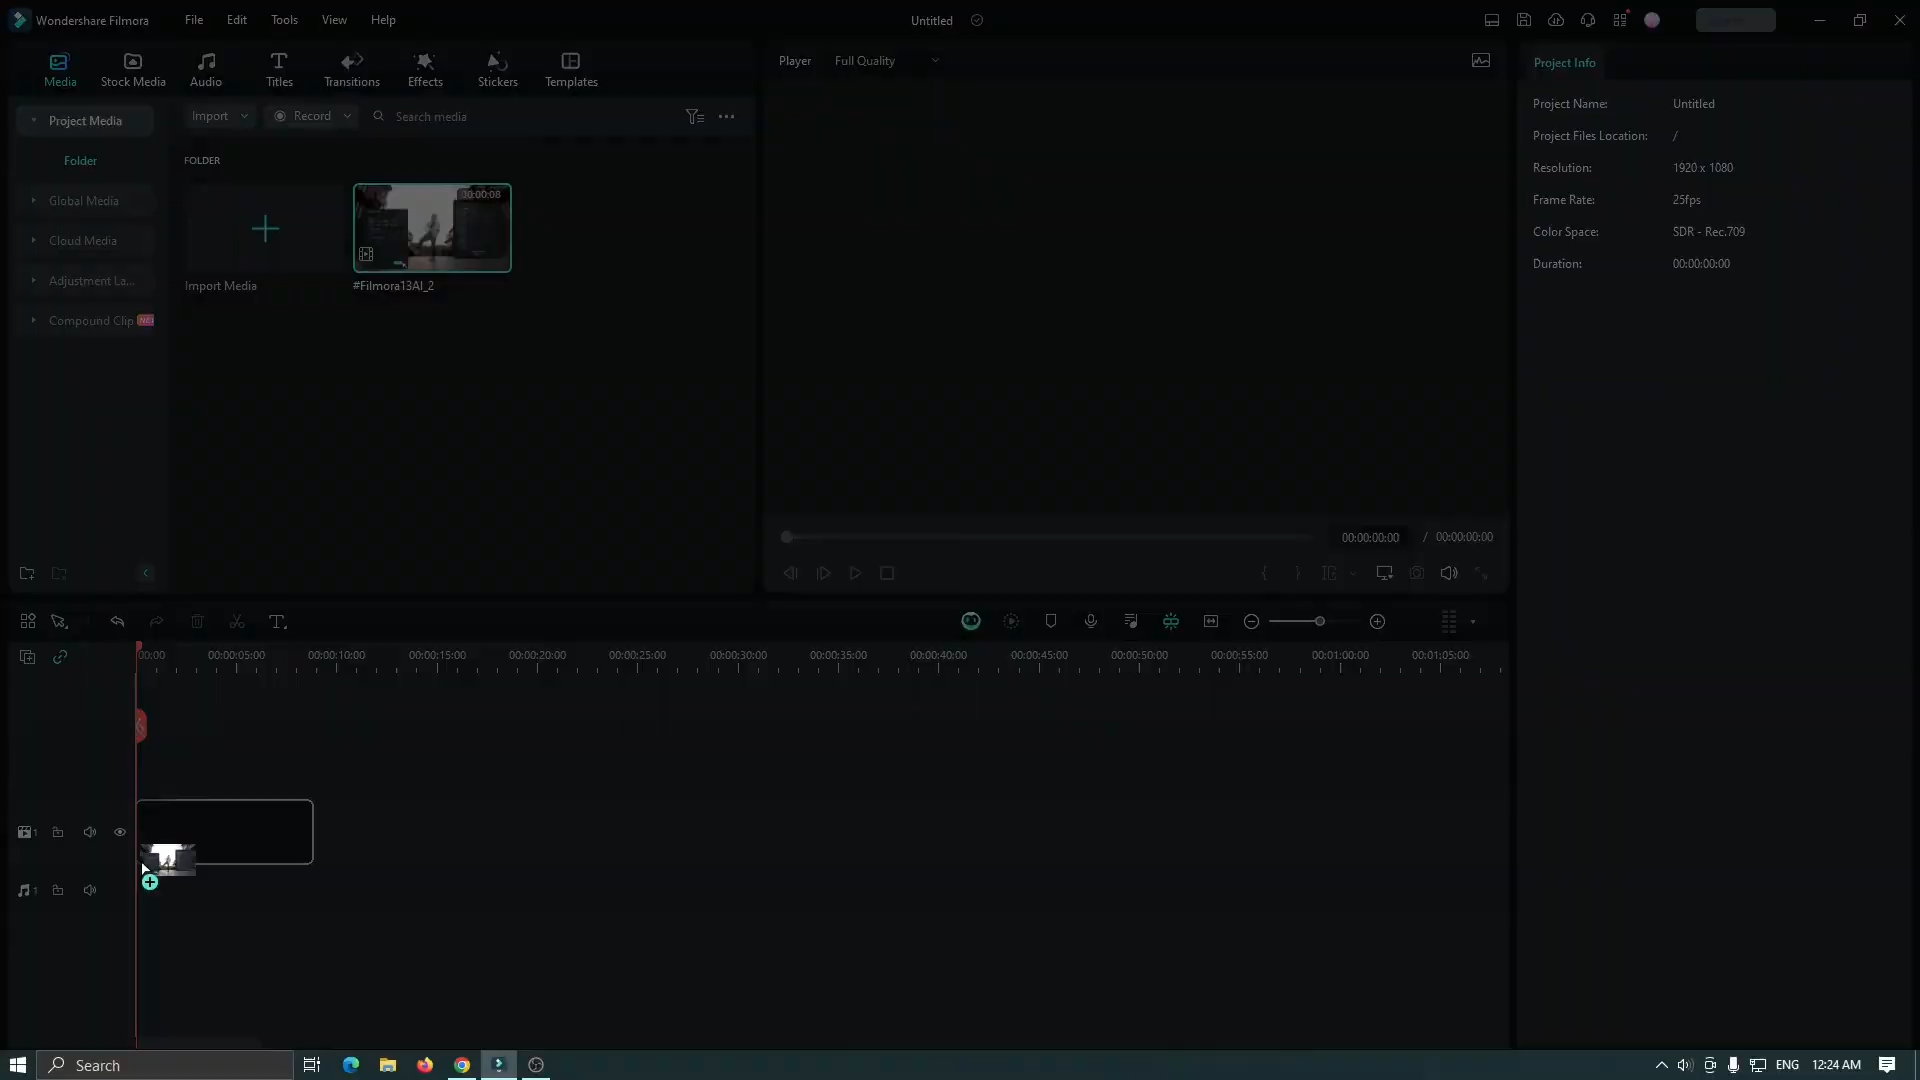 Wondershare Filmora File Edit Tools View Help Untitled
Media Stock Media Audio Titles Transitions Effects Stickers Templates
Player Full Quality
Project Info
Project Media
Import Record Search media
Folder
FOLDER
Global Media
Cloud Media
Adjustment La...
Compound Clip
00:00:08
Import Media #Filmora13AI_2
Project Name: Untitled
Project Files Location: /
Resolution: 1920 x 1080
Frame Rate: 25fps
Color Space: SDR - Rec.709
Duration: 00:00:00:00
00:00:00:00 / 00:00:00:00
00:00 00:00:05:00 00:00:10:00 00:00:15:00 00:00:20:00 00:00:25:00 00:00:30:00 00:00:35:00 00:00:40:00 00:00:45:00 00:00:50:00 00:00:55:00 00:01:00:00 00:01:05:00
1
1
Search
ENG 12:24 AM